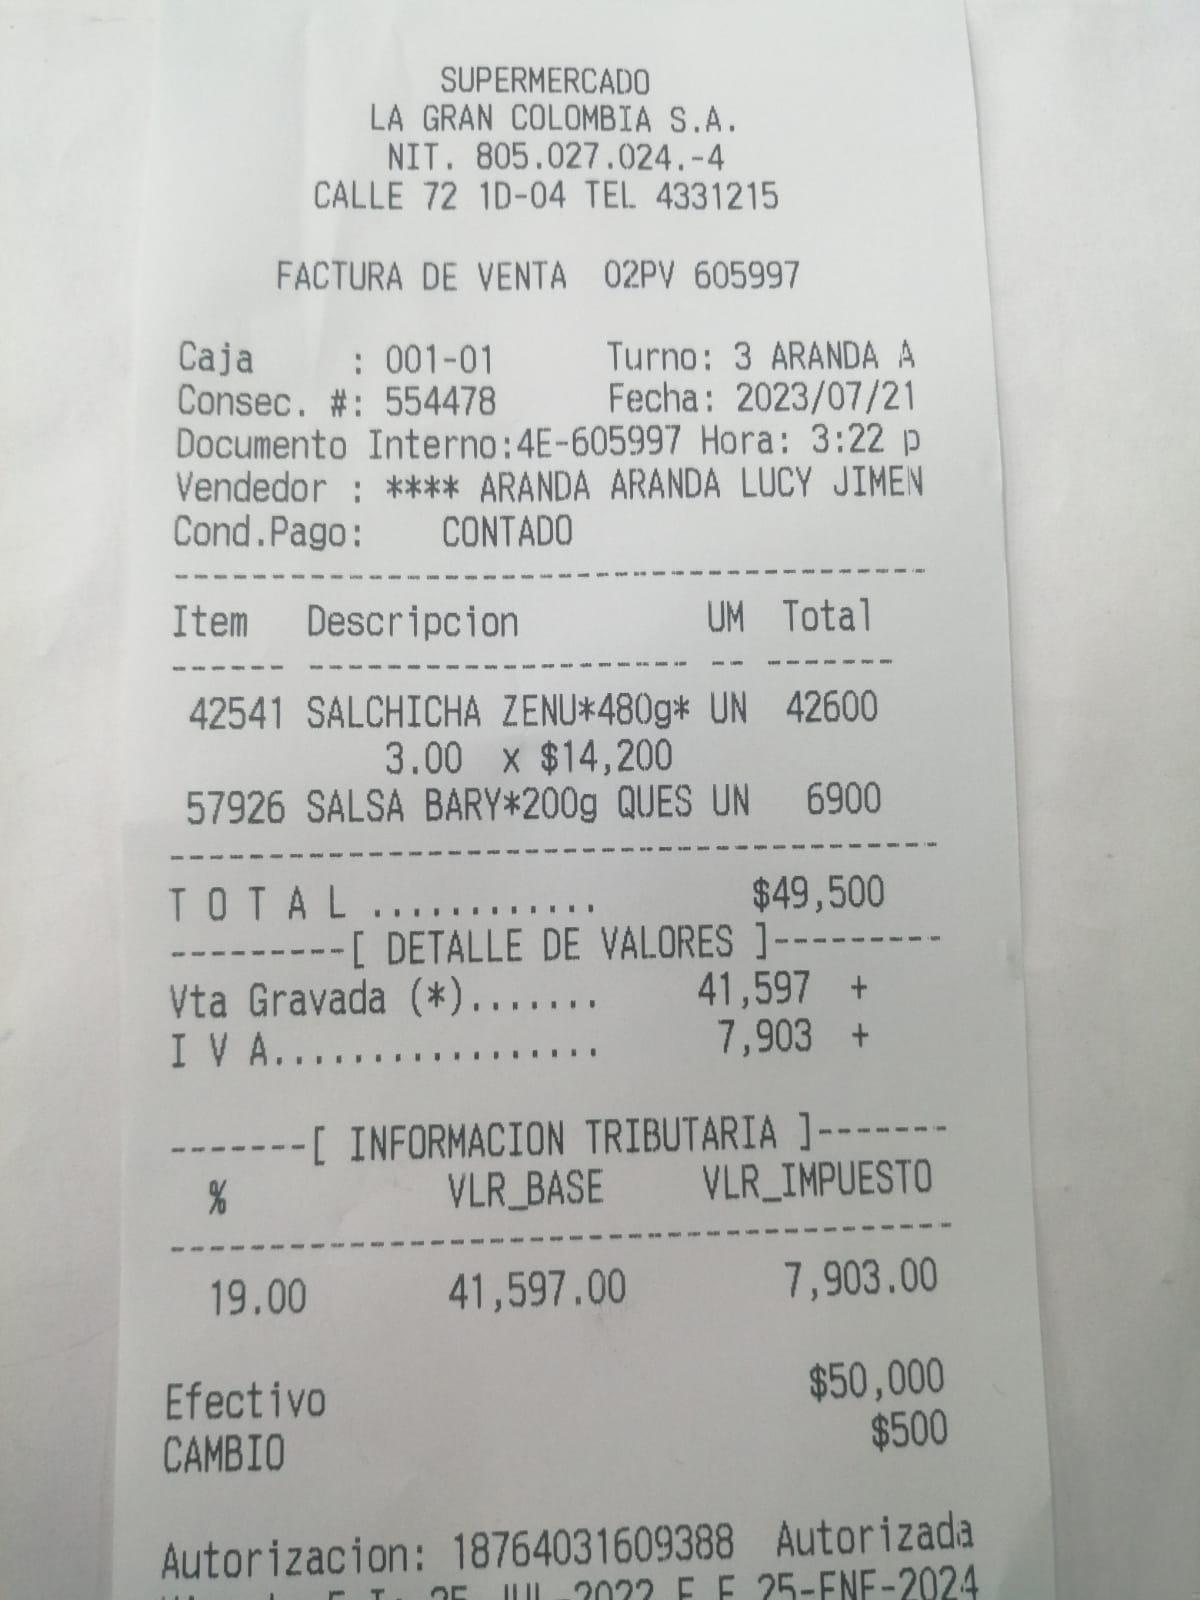 SUPERMERCADO
LA GRAN COLOMBIA S.A.
NIT. 805.027.024.-4
CALLE 72 1D-04 TEL 4331215
FACTURA DE VENTA 02PV 605997
Caja : 001-01 Turno: 3 ARANDA A
Consec. #: 554478 Fecha: 2023/07/21
Documento Interno:4E-605997 Hora: 3:22 p
Vendedor : **** ARANDA ARANDA LUCY JIMEN
Cond.Pago: CONTADO
----------------------------------------
Item Descripcion UM Total
------ -------------------- -- -------
42541 SALCHICHA ZENU*480g* UN 42600
3.00 x $14,200
57926 SALSA BARY*200g QUES UN 6900
----------------------------------------
T O T A L ............ $49,500
---------[ DETALLE DE VALORES ]---------
Vta Gravada (*)....... 41,597 +
I V A................. 7,903 +
-------[ INFORMACION TRIBUTARIA ]-------
% VLR_BASE VLR_IMPUESTO
----------------------------------------
19.00 41,597.00 7,903.00
Efectivo $50,000
CAMBIO $500
Autorizacion: 18764031609388 Autorizada
25 JUL 2022 F F 25-ENE-2024